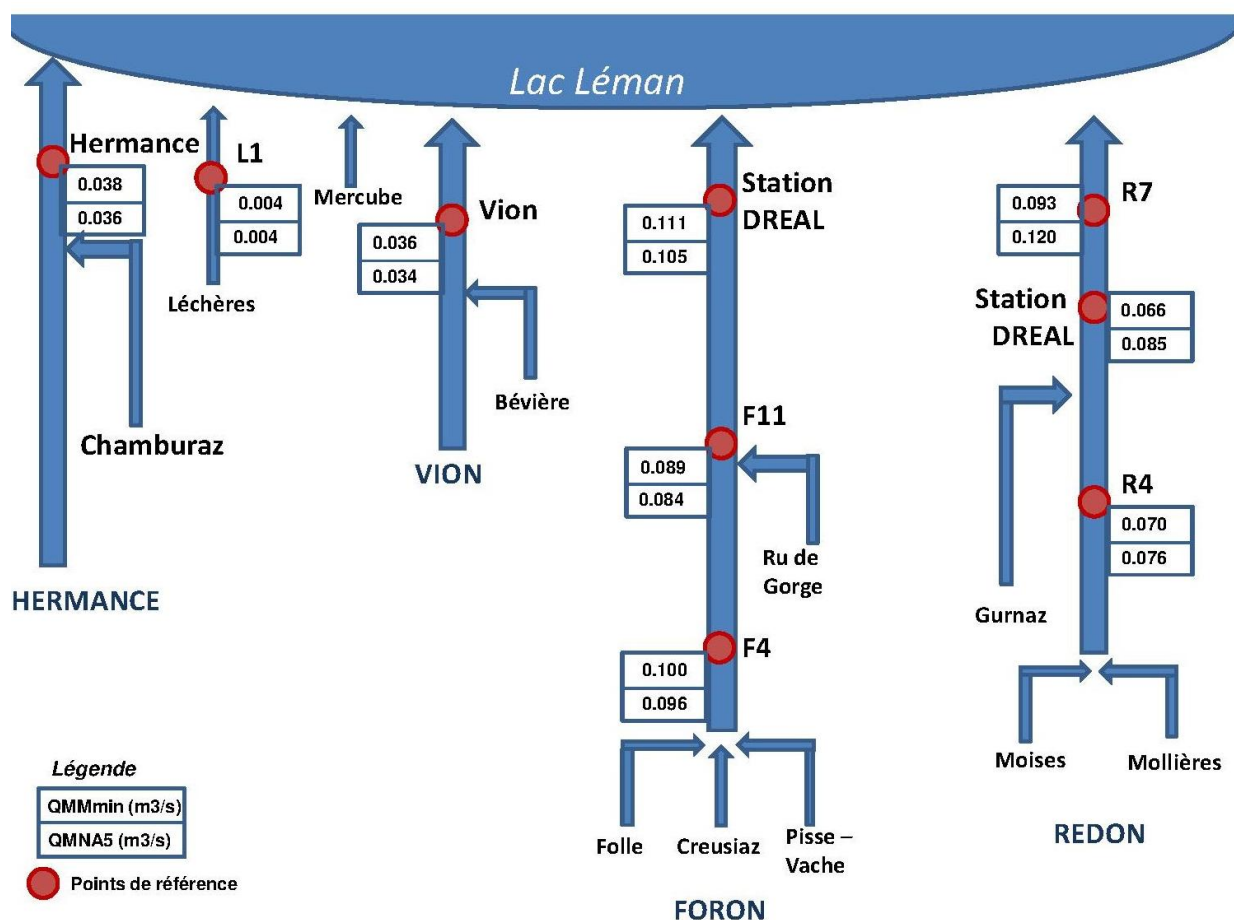 Lac Léman
Hermance
0.038
0.036
Chamburaz
HERMANCE
L1
0.004
0.004
Léchères
Mercube
Vion
0.036
0.034
Bévière
VION
Station
DREAL
0.111
0.105
F11
0.089
0.084
Ru de
Gorge
F4
0.100
0.096
Folle
Creusiaz
Pisse –
Vache
FORON
R7
0.093
0.120
Station
DREAL
0.066
0.085
R4
0.070
0.076
Gurnaz
Moises
Mollières
REDON
Légende
QMMmin (m3/s)
QMNA5 (m3/s)
Points de référence